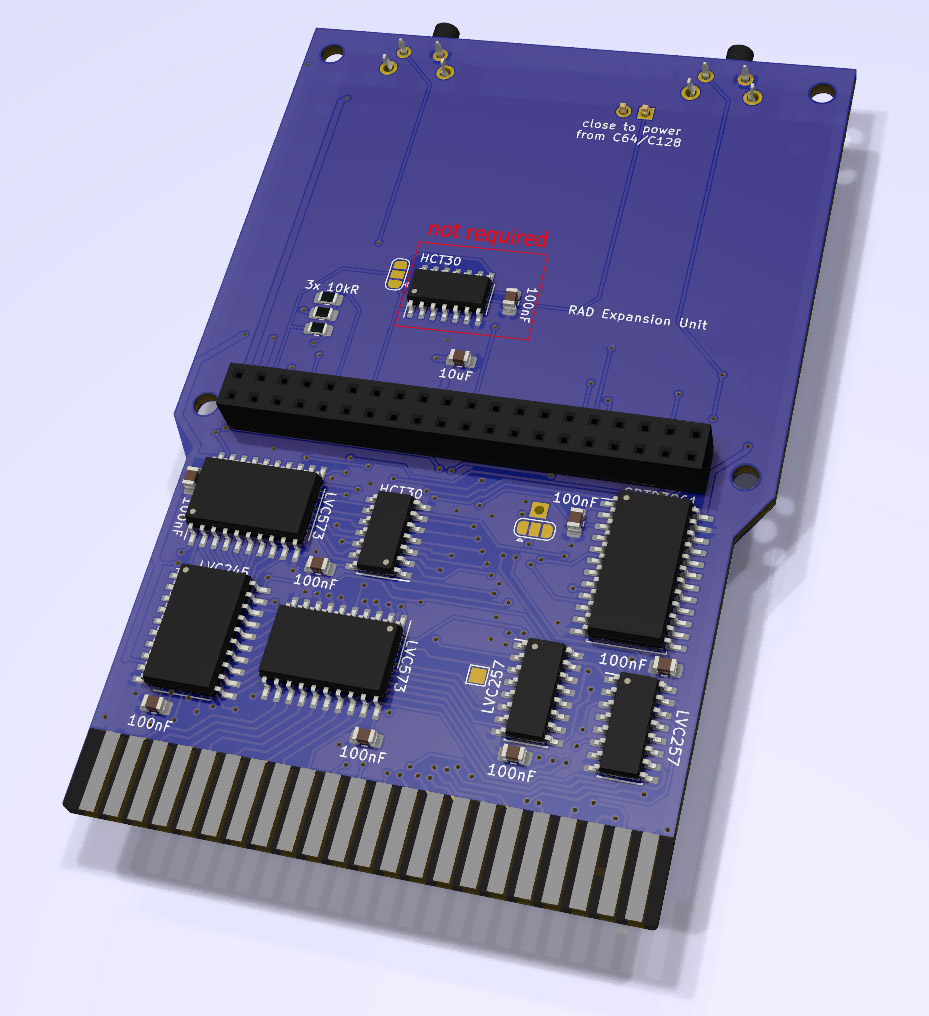 close to power
from C64/C128
not required
HCT30
3x 10kR
100nF
RAD Expansion Unit
10uF
HCT30
100nF
LVC573
100nF
100nF
LVC245
100nF
LVC573
LVC257
100nF
LVC257
100nF
100nF
100nF